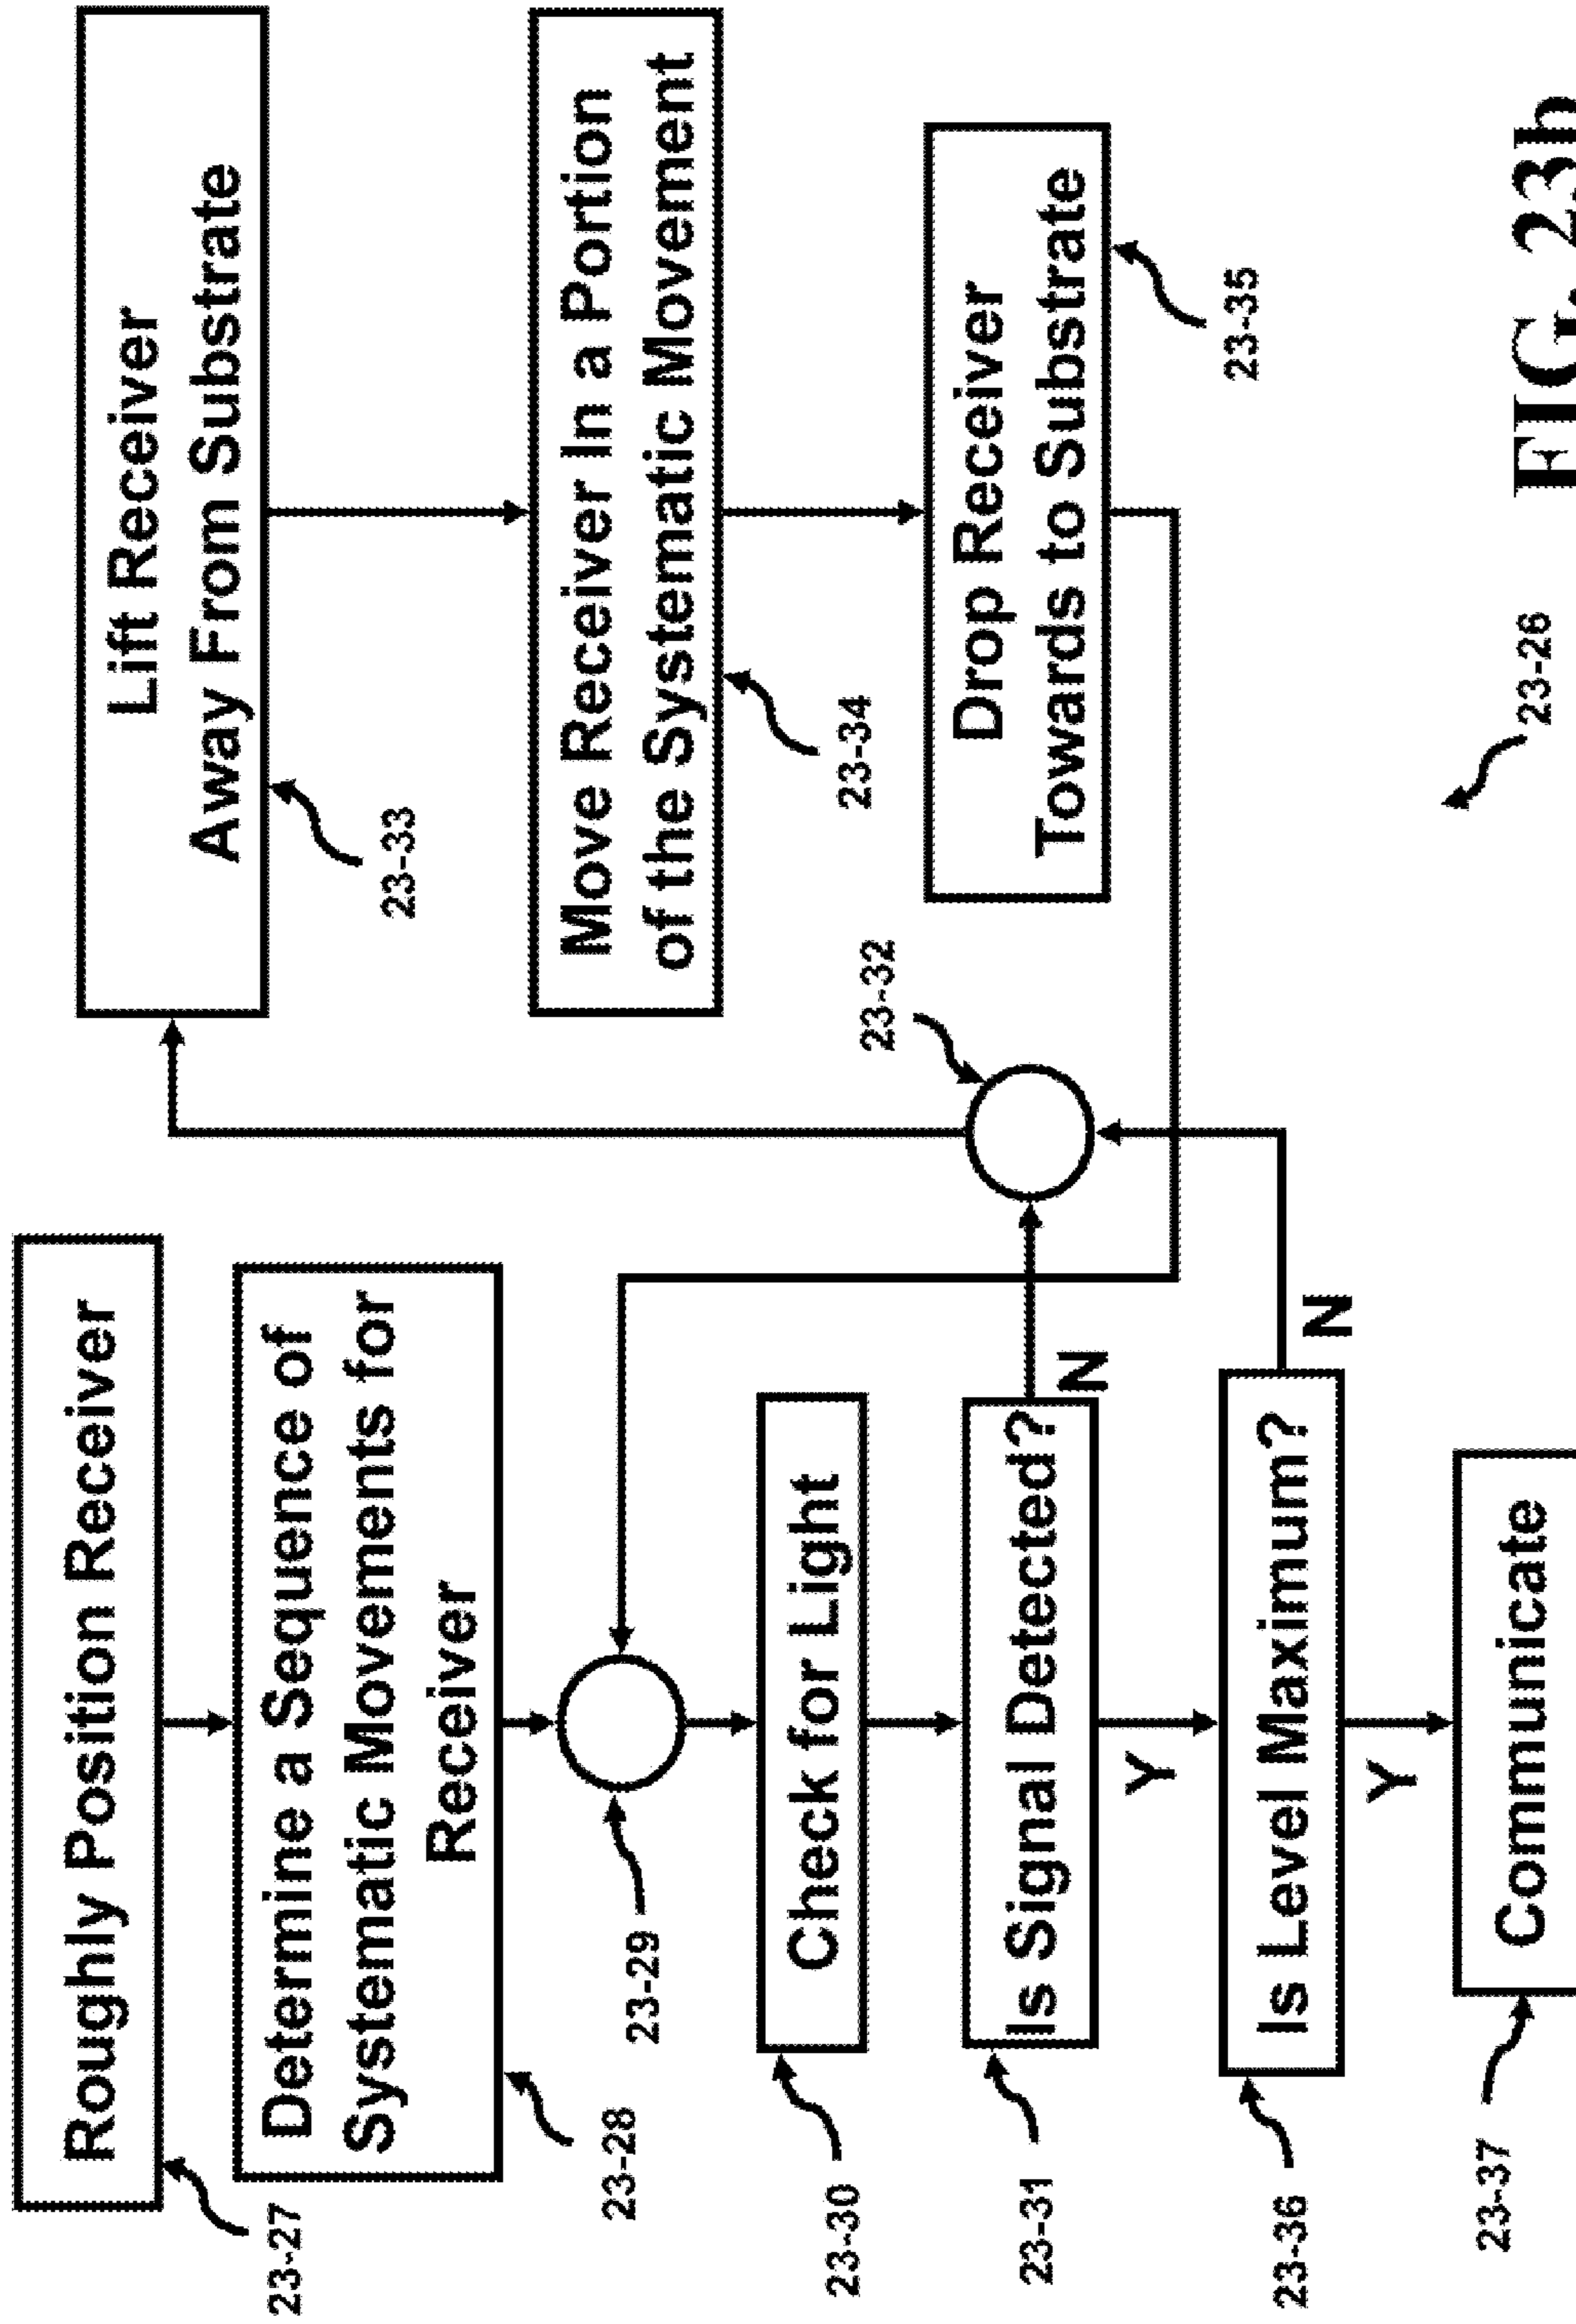 Roughly Position Receiver
23-27
Determine a Sequence of
Systematic Movements for
Receiver
23-28
23-29
Check for Light
23-30
Is Signal Detected?
23-31
N
Y
Is Level Maximum?
23-36
N
Y
Communicate
23-37
23-32
Lift Receiver
Away From Substrate
23-33
Move Receiver In a Portion
of the Systematic Movement
23-34
Drop Receiver
Towards to Substrate
23-35
23-26
FIG. 23b